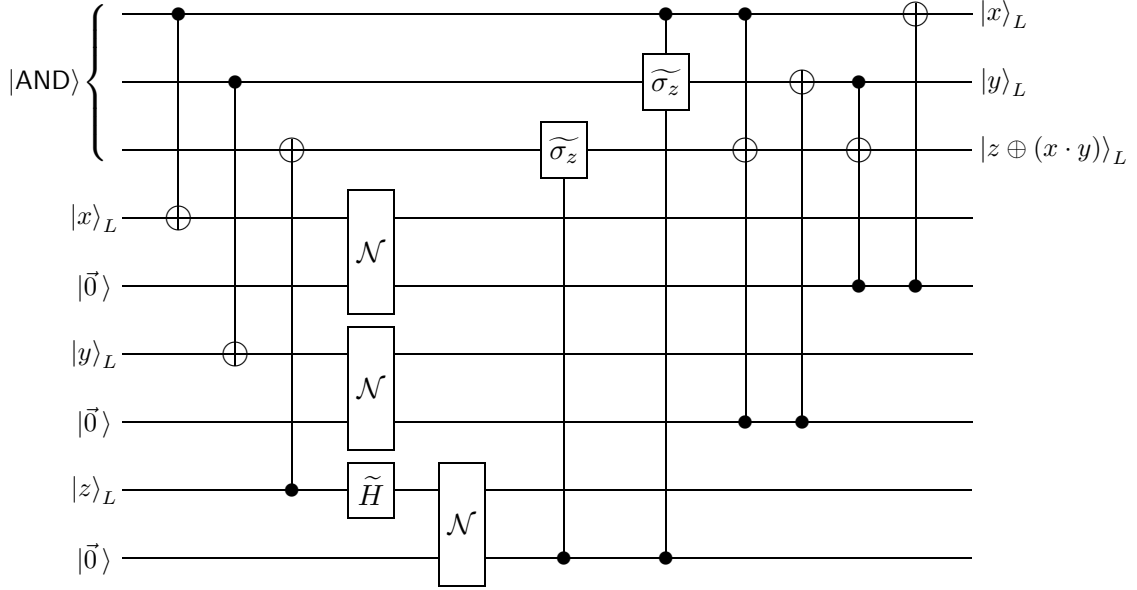 |x⟩_L
|AND⟩
σ̃_z
|y⟩_L
σ̃_z
|z ⊕ (x · y)⟩_L
|x⟩_L
N
|0⃗⟩
|y⟩_L
N
|0⃗⟩
|z⟩_L
H̃
N
|0⃗⟩